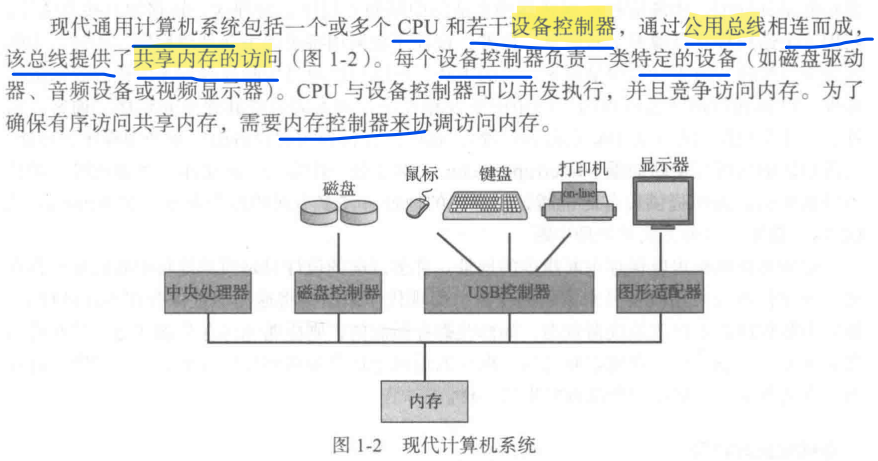 现代通用计算机系统包括一个或多个 CPU 和若干设备控制器，通过公用总线相连而成，
该总线提供了共享内存的访问（图 1-2）。每个设备控制器负责一类特定的设备（如磁盘驱动
器、音频设备或视频显示器）。CPU 与设备控制器可以并发执行，并且竞争访问内存。为了
确保有序访问共享内存，需要内存控制器来协调访问内存。
磁盘 鼠标 键盘 打印机 显示器
on-line
中央处理器 磁盘控制器 USB控制器 图形适配器
内存
图 1-2 现代计算机系统